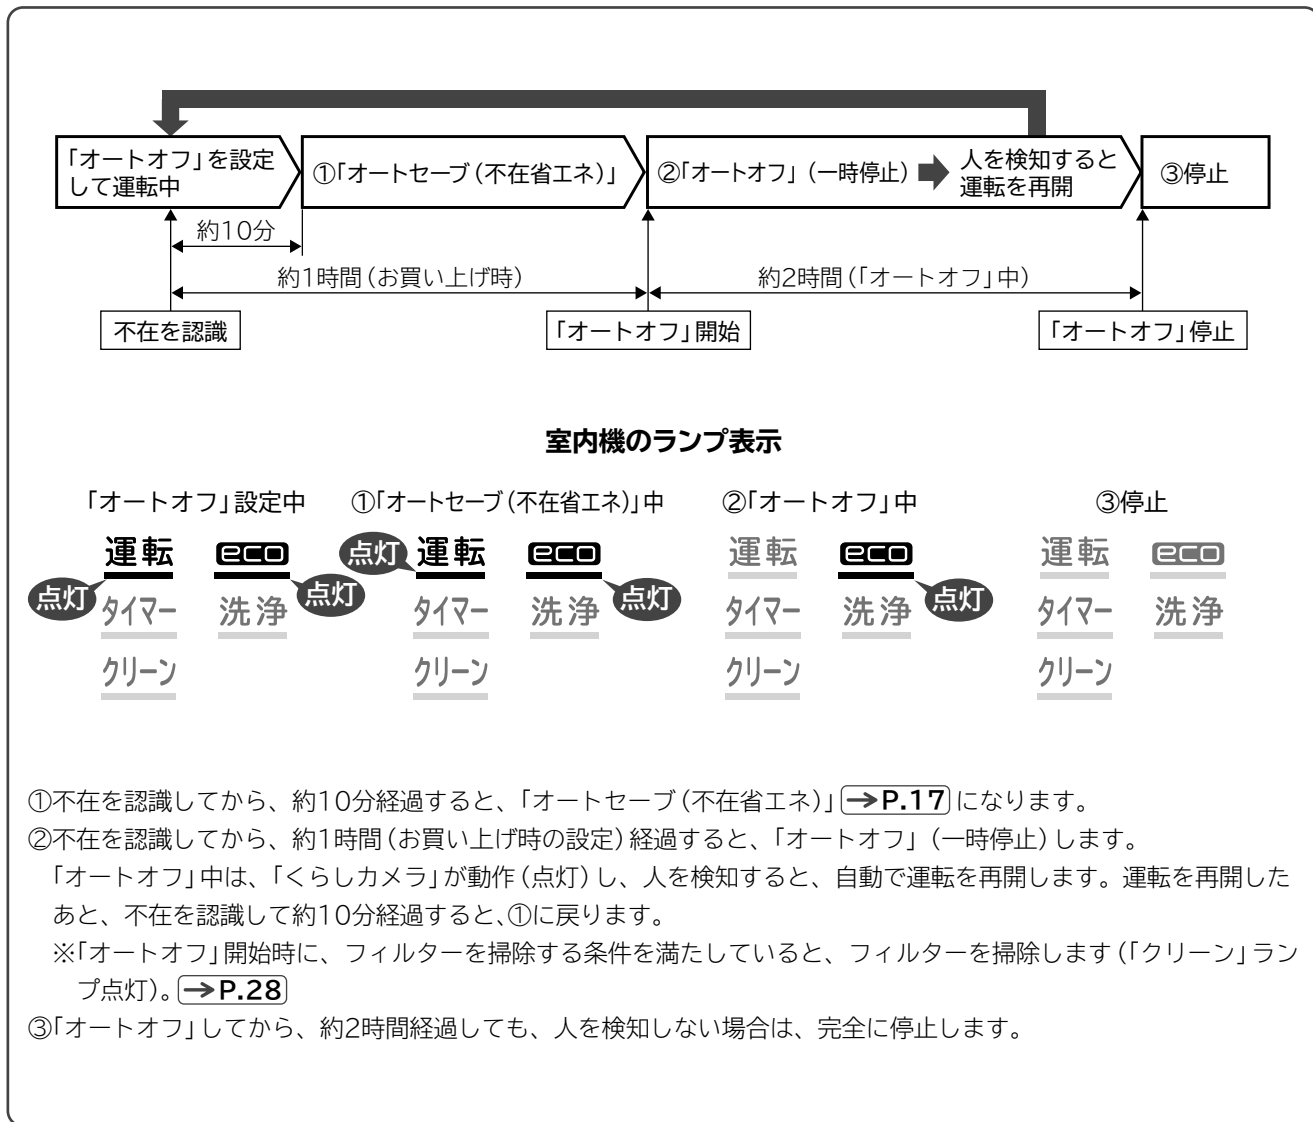 「オートオフ」を設定
して運転中
①「オートセーブ(不在省エネ)」
②「オートオフ」(一時停止)
人を検知すると
運転を再開
③停止
約10分
約1時間(お買い上げ時)
約2時間(「オートオフ」中)
不在を認識
「オートオフ」開始
「オートオフ」停止
室内機のランプ表示
「オートオフ」設定中
①「オートセーブ(不在省エネ)」中
②「オートオフ」中
③停止
運転 eco
点灯 点灯
タイマー 洗浄
クリーン
点灯 運転 eco
点灯
タイマー 洗浄
クリーン
運転 eco
点灯
タイマー 洗浄
クリーン
運転 eco
タイマー 洗浄
クリーン
①不在を認識してから、約10分経過すると、「オートセーブ(不在省エネ)」→P.17になります。
②不在を認識してから、約1時間(お買い上げ時の設定)経過すると、「オートオフ」(一時停止)します。
「オートオフ」中は、「くらしカメラ」が動作(点灯)し、人を検知すると、自動で運転を再開します。運転を再開した
あと、不在を認識して約10分経過すると、①に戻ります。
※「オートオフ」開始時に、フィルターを掃除する条件を満たしていると、フィルターを掃除します(「クリーン」ラン
プ点灯)。→P.28
③「オートオフ」してから、約2時間経過しても、人を検知しない場合は、完全に停止します。